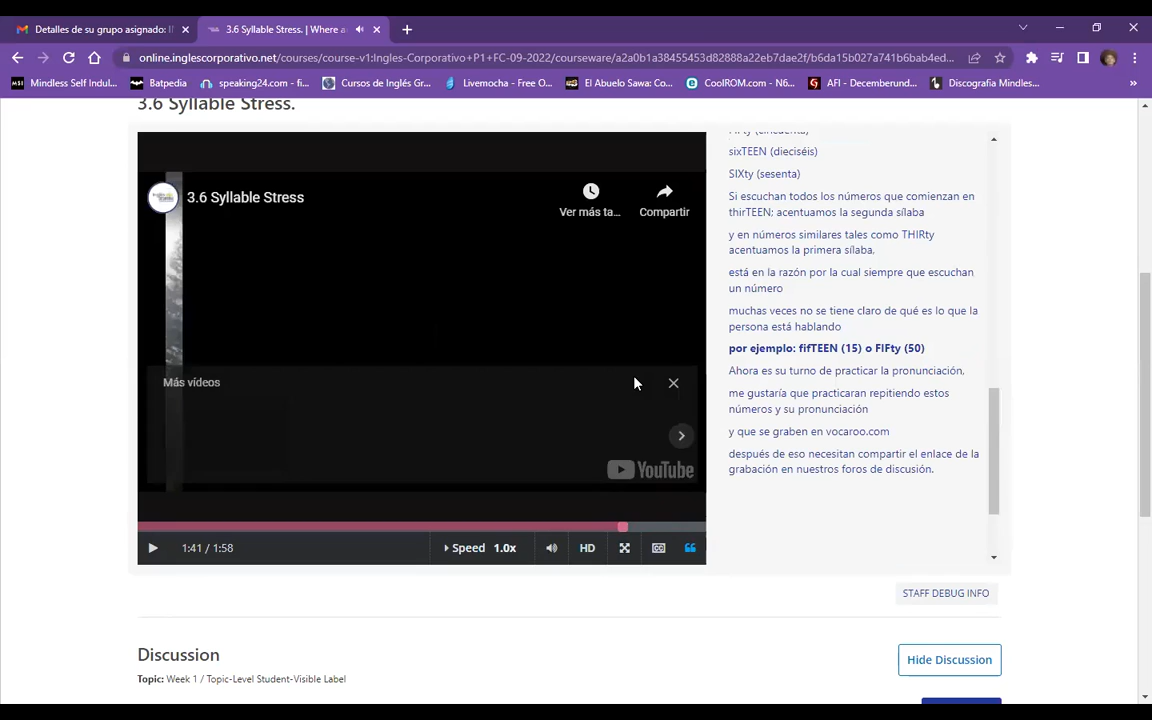 Detalles de su grupo asignado: I
3.6 Syllable Stress. | Where a
online.inglescorporativo.net/courses/course-v1:Ingles-Corporativo+P1+FC-09-2022/courseware/a2a0b1a38455453d82888a22eb7dae2f/b6da15b027a741b6bab4ed...
Mindless Self Indul...
Batpedia
speaking24.com - fi...
Cursos de Inglés Gr...
Livemocha - Free O...
El Abuelo Sawa: Co...
CoolROM.com - N6...
AFI - Decemberund...
Discografia Mindles...
3.6 Syllable Stress.
3.6 Syllable Stress
Ver más ta...
Compartir
Más vídeos
YouTube
1:41 / 1:58
Speed 1.0x
HD
CC
FIFty (cincuenta)
sixTEEN (dieciséis)
SIXty (sesenta)
Si escuchan todos los números que comienzan en
thirTEEN; acentuamos la segunda sílaba
y en números similares tales como THIRty
acentuamos la primera sílaba,
está en la razón por la cual siempre que escuchan
un número
muchas veces no se tiene claro de qué es lo que la
persona está hablando
por ejemplo: fifTEEN (15) o FIFty (50)
Ahora es su turno de practicar la pronunciación,
me gustaría que practicaran repitiendo estos
números y su pronunciación
y que se graben en vocaroo.com
después de eso necesitan compartir el enlace de la
grabación en nuestros foros de discusión.
STAFF DEBUG INFO
Discussion
Hide Discussion
Topic: Week 1 / Topic-Level Student-Visible Label